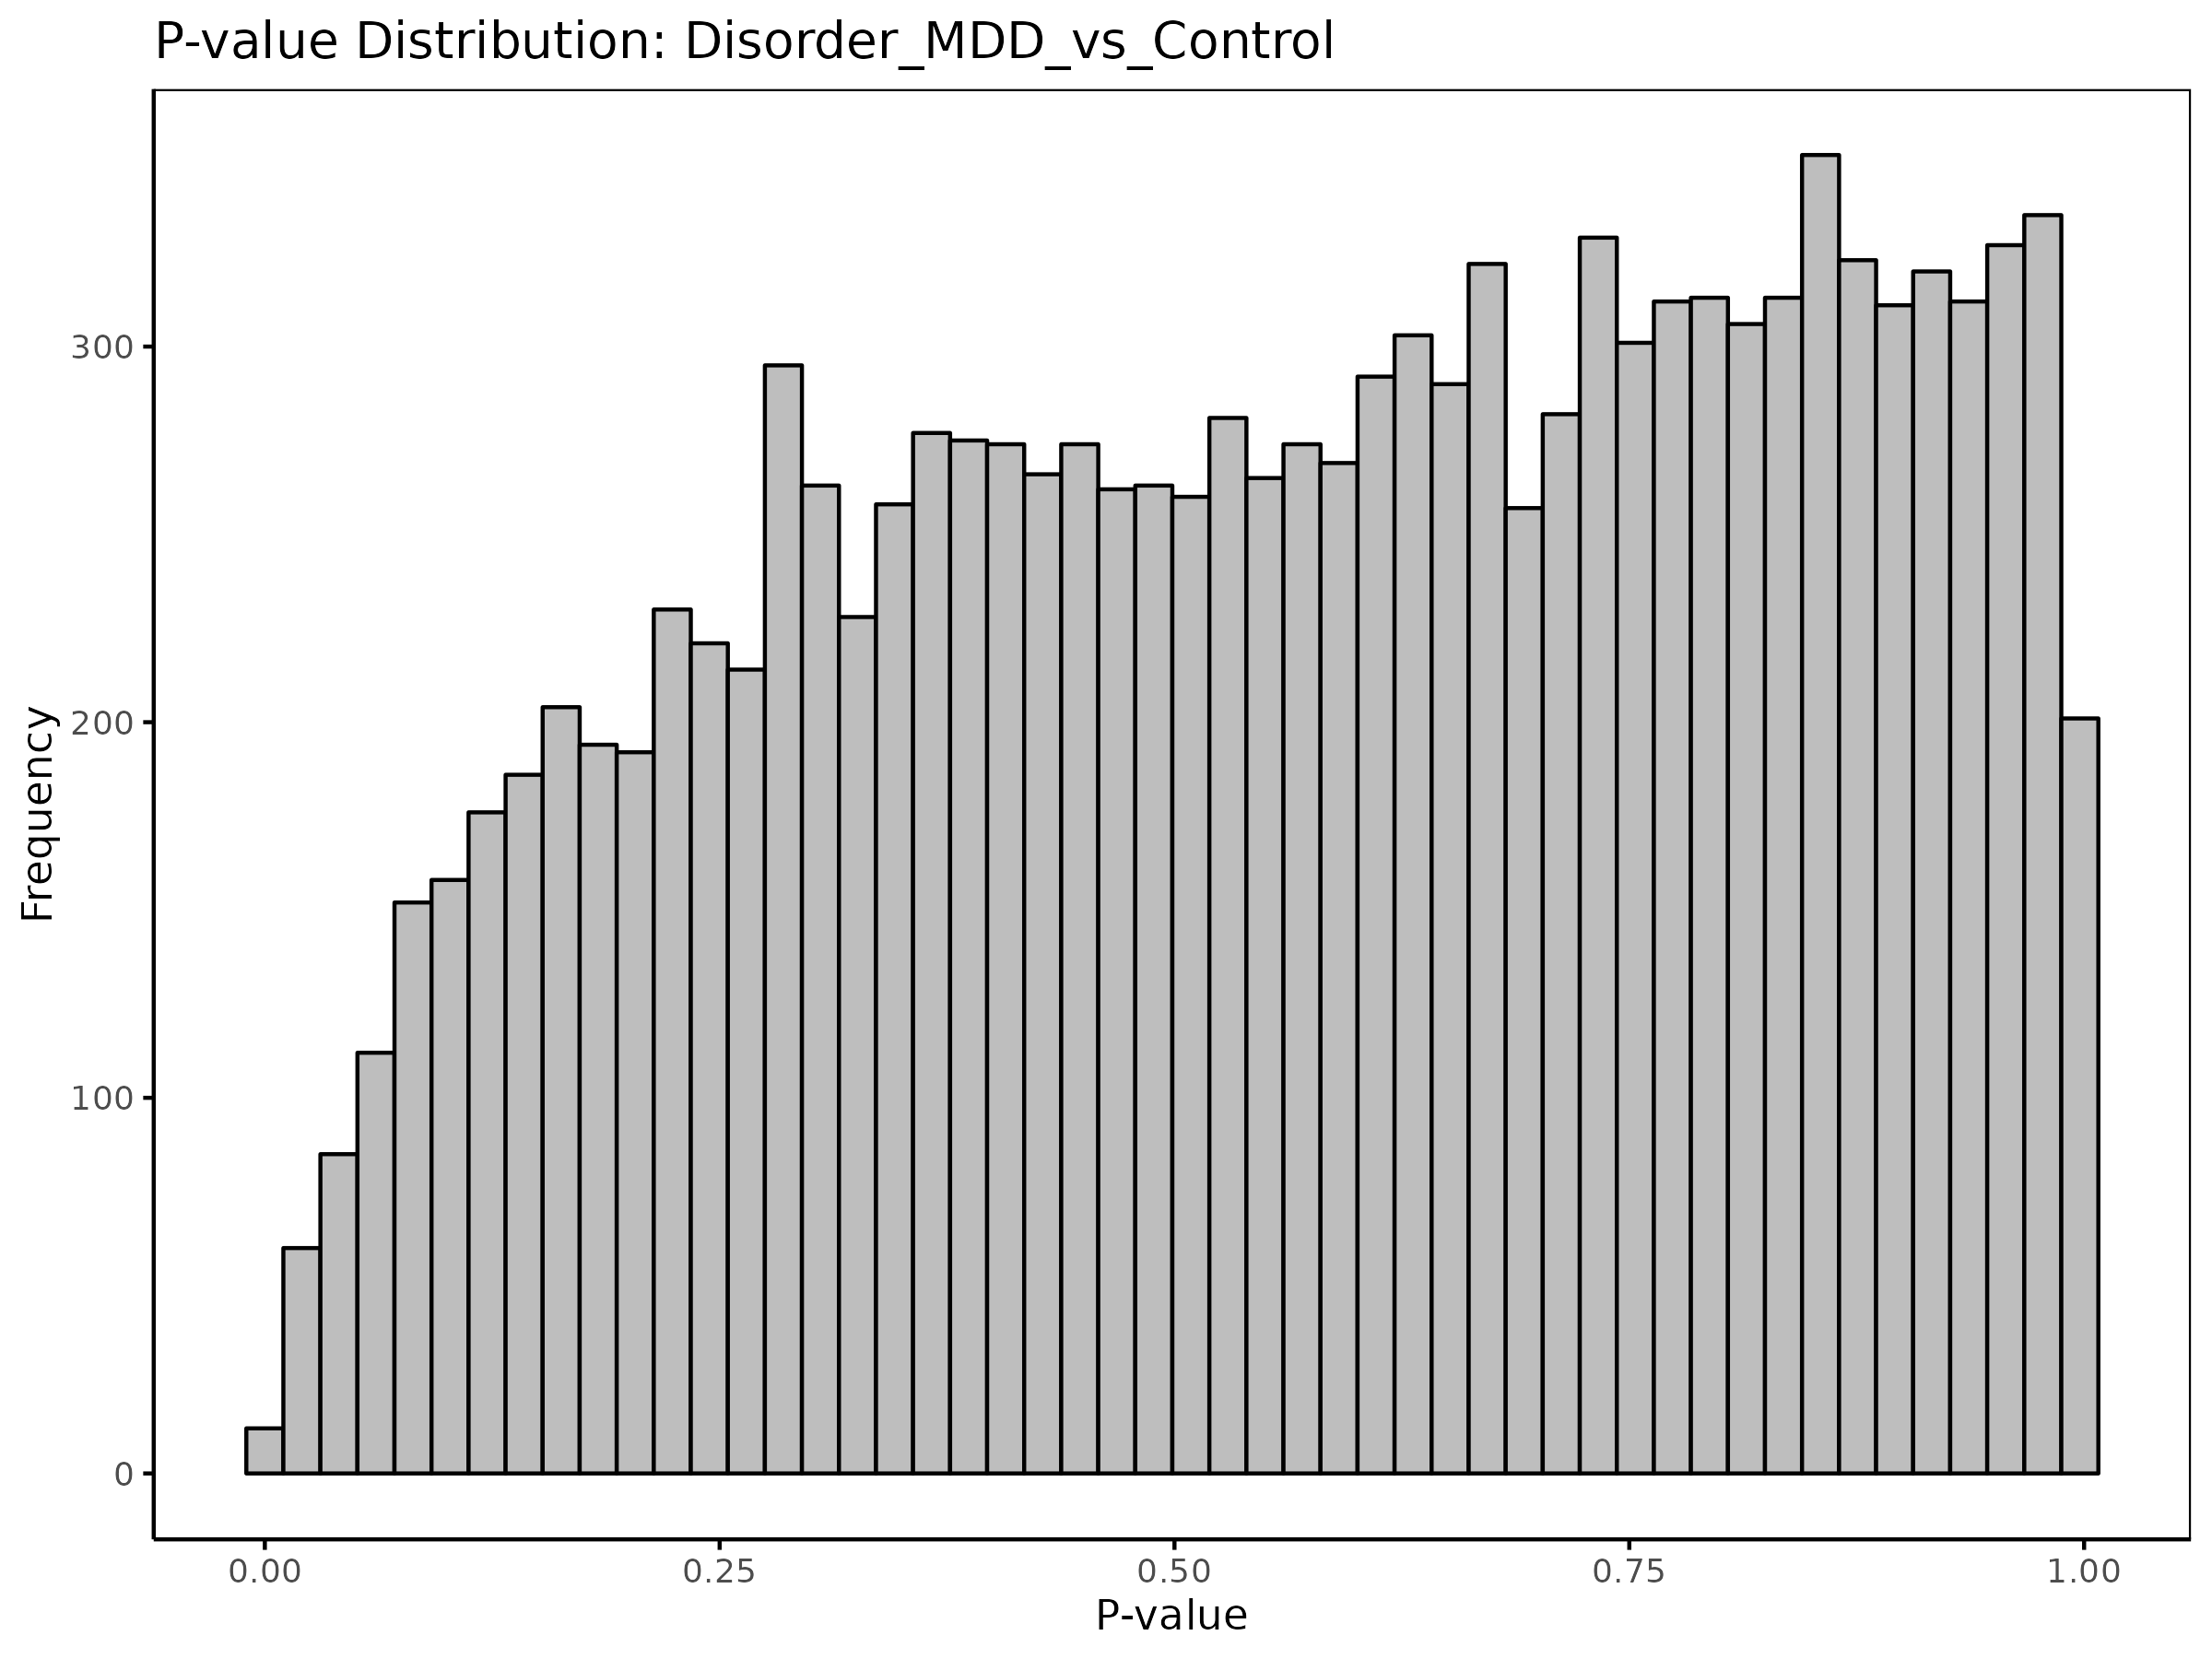 P-value Distribution: Disorder_MDD_vs_Control
Frequency
300
200
100
0
0.00 0.25 0.50 0.75 1.00
P-value